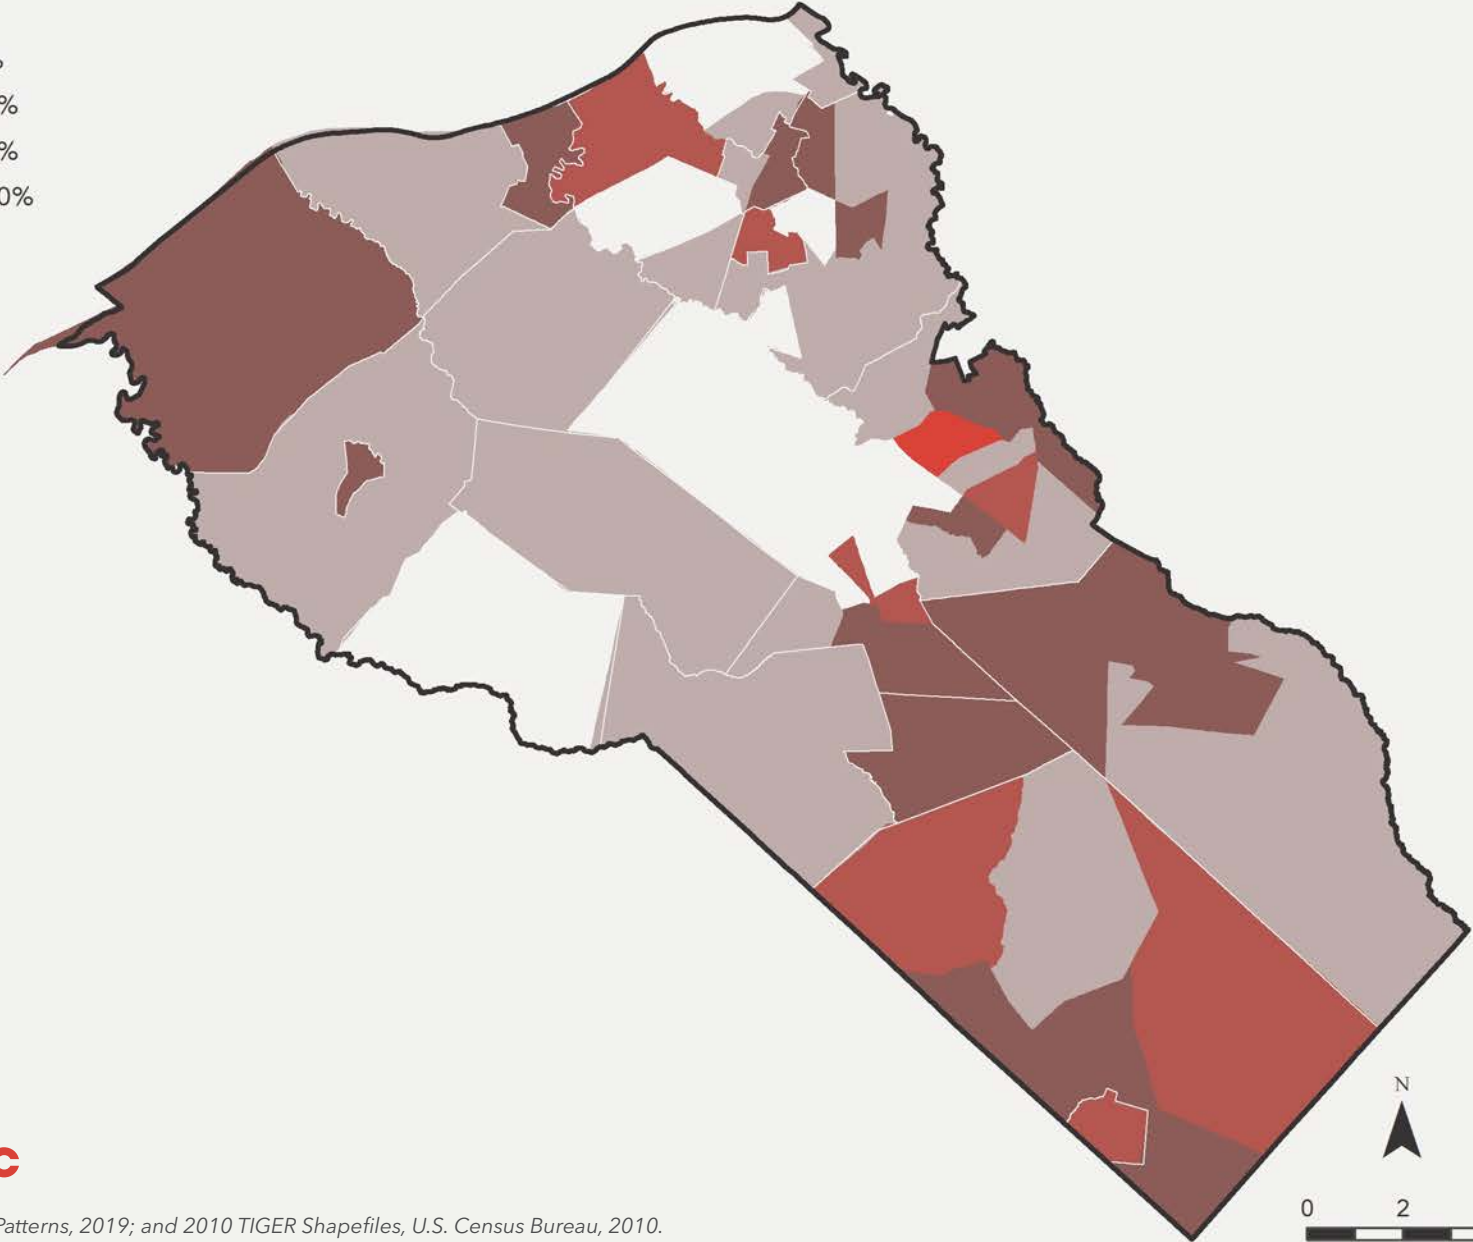 %
%
0%
N
0 2
c
Patterns, 2019; and 2010 TIGER Shapefiles, U.S. Census Bureau, 2010.